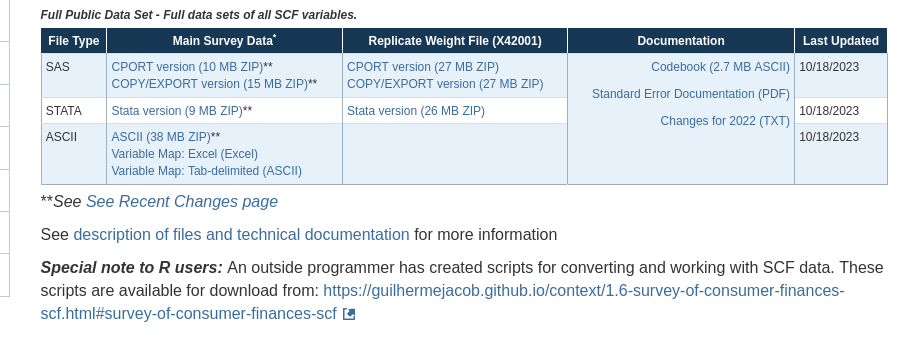 Full Public Data Set - Full data sets of all SCF variables.
File Type Main Survey Data* Replicate Weight File (X42001) Documentation Last Updated
SAS CPORT version (10 MB ZIP)** CPORT version (27 MB ZIP) Codebook (2.7 MB ASCII) 10/18/2023
COPY/EXPORT version (15 MB ZIP)** COPY/EXPORT version (27 MB ZIP)
Standard Error Documentation (PDF)
STATA Stata version (9 MB ZIP)** Stata version (26 MB ZIP) 10/18/2023
Changes for 2022 (TXT)
ASCII ASCII (38 MB ZIP)** 10/18/2023
Variable Map: Excel (Excel)
Variable Map: Tab-delimited (ASCII)
**See See Recent Changes page
See description of files and technical documentation for more information
Special note to R users: An outside programmer has created scripts for converting and working with SCF data. These
scripts are available for download from: https://guilhermejacob.github.io/context/1.6-survey-of-consumer-finances-
scf.html#survey-of-consumer-finances-scf